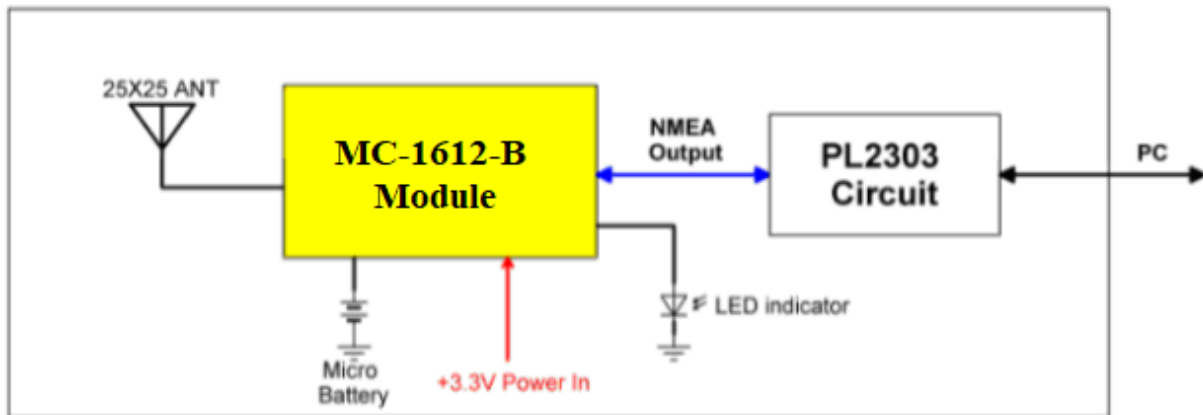 25X25 ANT
MC-1612-B
Module
NMEA
Output
PL2303
Circuit
PC
LED indicator
Micro
Battery
+3.3V Power In